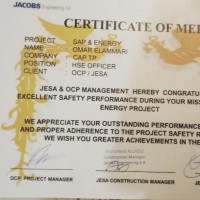 JACOBS Engineering SA
CERTIFICATE OF ME
PROJECT : SAP & ENERGY
NAME : OMAR ELAMMARI
COMPANY : CAP TP
POSITION : HSE OFFICER
CLIENT : OCP / JESA
JESA & OCP MANAGEMENT HEREBY CONGRATU
EXCELLENT SAFETY PERFORMANCE DURING YOUR MISS
ENERGY PROJECT
WE APPRECIATE YOUR OUTSTANDING PERFORMANCE
AND PROPER ADHERENCE TO THE PROJECT SAFETY R
WE WISH YOU GREATER ACHIEVEMENTS IN THE
OCP PROJECT MANAGER
JESA CONSTRUCTION MANAGER
JESA